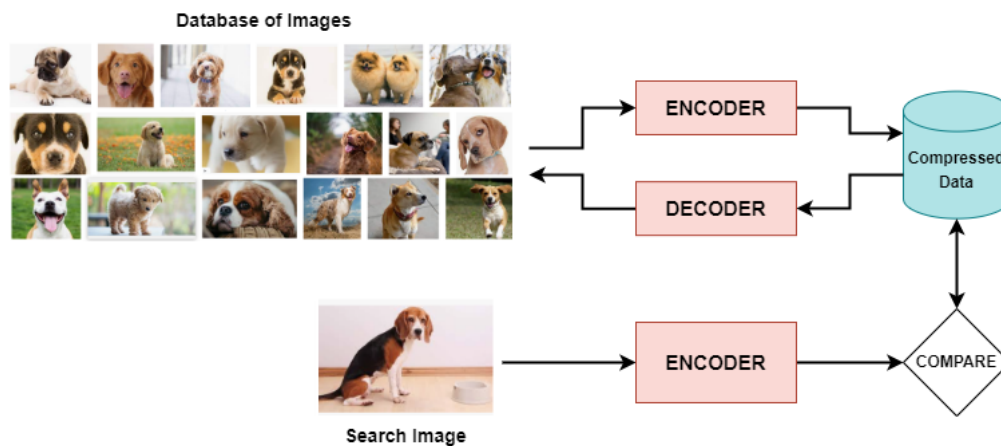 Database of Images
ENCODER
Compressed
Data
DECODER
ENCODER
COMPARE
Search Image